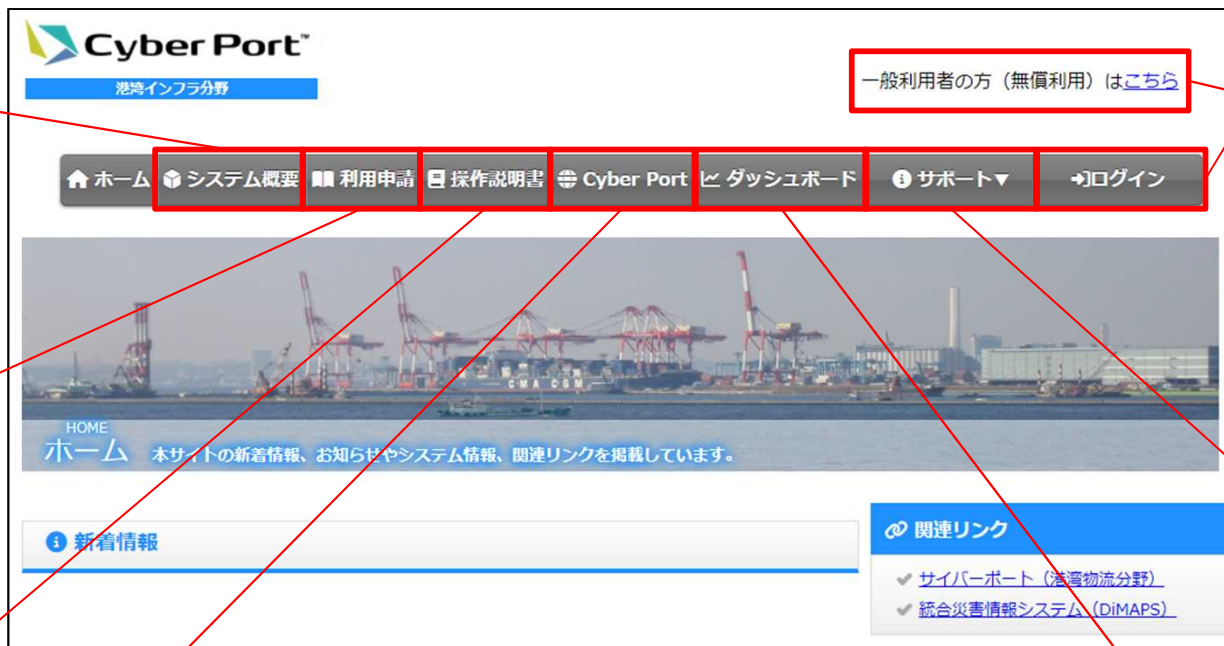 Cyber Port™
港湾インフラ分野
一般利用者の方（無償利用）はこちら
ホーム システム概要 利用申請 操作説明書 Cyber Port ダッシュボード サポート▼ ログイン
CMA CGM
HOME
ホーム 本サイトの新着情報、お知らせやシステム情報、関連リンクを掲載しています。
新着情報
関連リンク
サイバーポート（港湾物流分野）
統合災害情報システム（DiMAPS）